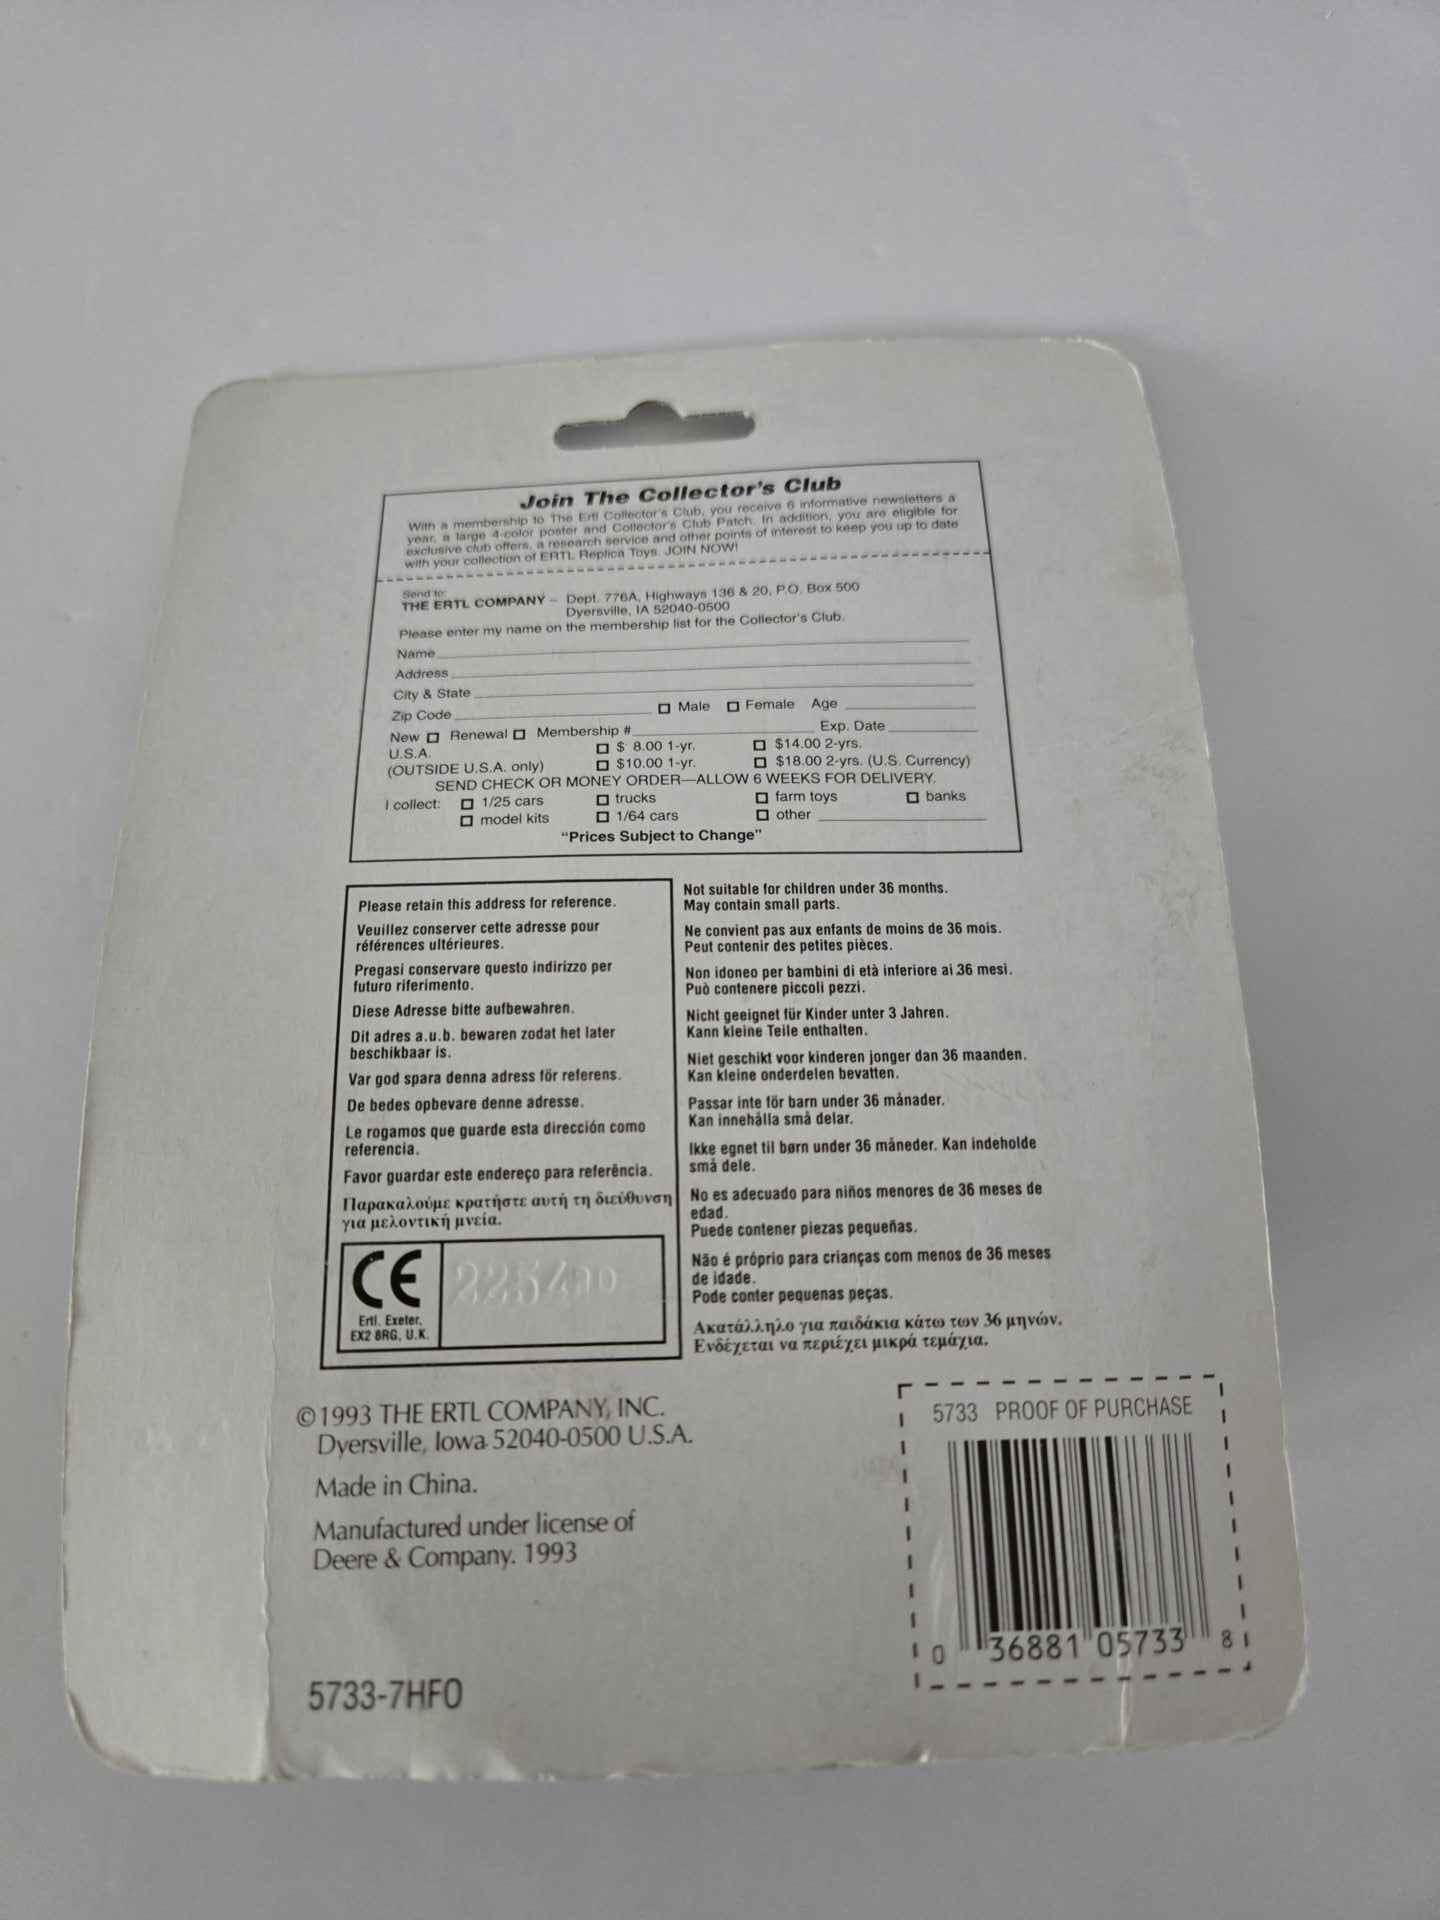 Join The Collector's Club
With a membership to The Ertl Collector's Club, you receive 6 informative newsletters a
year, a large 4-color poster and Collector's Club Patch. In addition, you are eligible for
exclusive club offers, a research service and other points of interest to keep you up to date
with your collection of ERTL Replica Toys. JOIN NOW!
Send to:
THE ERTL COMPANY – Dept. 776A, Highways 136 & 20, P.O. Box 500
Dyersville, IA 52040-0500
Please enter my name on the membership list for the Collector's Club.
Name
Address
City & State
Zip Code □ Male □ Female Age
New □ Renewal □ Membership # Exp. Date
U.S.A. □ $ 8.00 1-yr. □ $14.00 2-yrs.
(OUTSIDE U.S.A. only) □ $10.00 1-yr. □ $18.00 2-yrs. (U.S. Currency)
SEND CHECK OR MONEY ORDER—ALLOW 6 WEEKS FOR DELIVERY.
I collect: □ 1/25 cars □ trucks □ farm toys □ banks
□ model kits □ 1/64 cars □ other
"Prices Subject to Change"
Please retain this address for reference.
Veuillez conserver cette adresse pour
références ultérieures.
Pregasi conservare questo indirizzo per
futuro riferimento.
Diese Adresse bitte aufbewahren.
Dit adres a.u.b. bewaren zodat het later
beschikbaar is.
Var god spara denna adress för referens.
De bedes opbevare denne adresse.
Le rogamos que guarde esta dirección como
referencia.
Favor guardar este endereço para referência.
Παρακαλούμε κρατήστε αυτή τη διεύθυνση
για μελοντική μνεία.
CE
Ertl, Exeter,
EX2 8RG, U.K.
Not suitable for children under 36 months.
May contain small parts.
Ne convient pas aux enfants de moins de 36 mois.
Peut contenir des petites pièces.
Non idoneo per bambini di età inferiore ai 36 mesi.
Può contenere piccoli pezzi.
Nicht geeignet für Kinder unter 3 Jahren.
Kann kleine Teile enthalten.
Niet geschikt voor kinderen jonger dan 36 maanden.
Kan kleine onderdelen bevatten.
Passar inte för barn under 36 månader.
Kan innehålla små delar.
Ikke egnet til børn under 36 måneder. Kan indeholde
små dele.
No es adecuado para niños menores de 36 meses de
edad.
Puede contener piezas pequeñas.
Não é próprio para crianças com menos de 36 meses
de idade.
Pode conter pequenas peças.
Ακατάλληλο για παιδάκια κάτω των 36 μηνών.
Ενδέχεται να περιέχει μικρά τεμάχια.
©1993 THE ERTL COMPANY, INC.
Dyersville, Iowa 52040-0500 U.S.A.
Made in China.
Manufactured under license of
Deere & Company. 1993
5733-7HFO
5733 PROOF OF PURCHASE
0 36881 05733 8